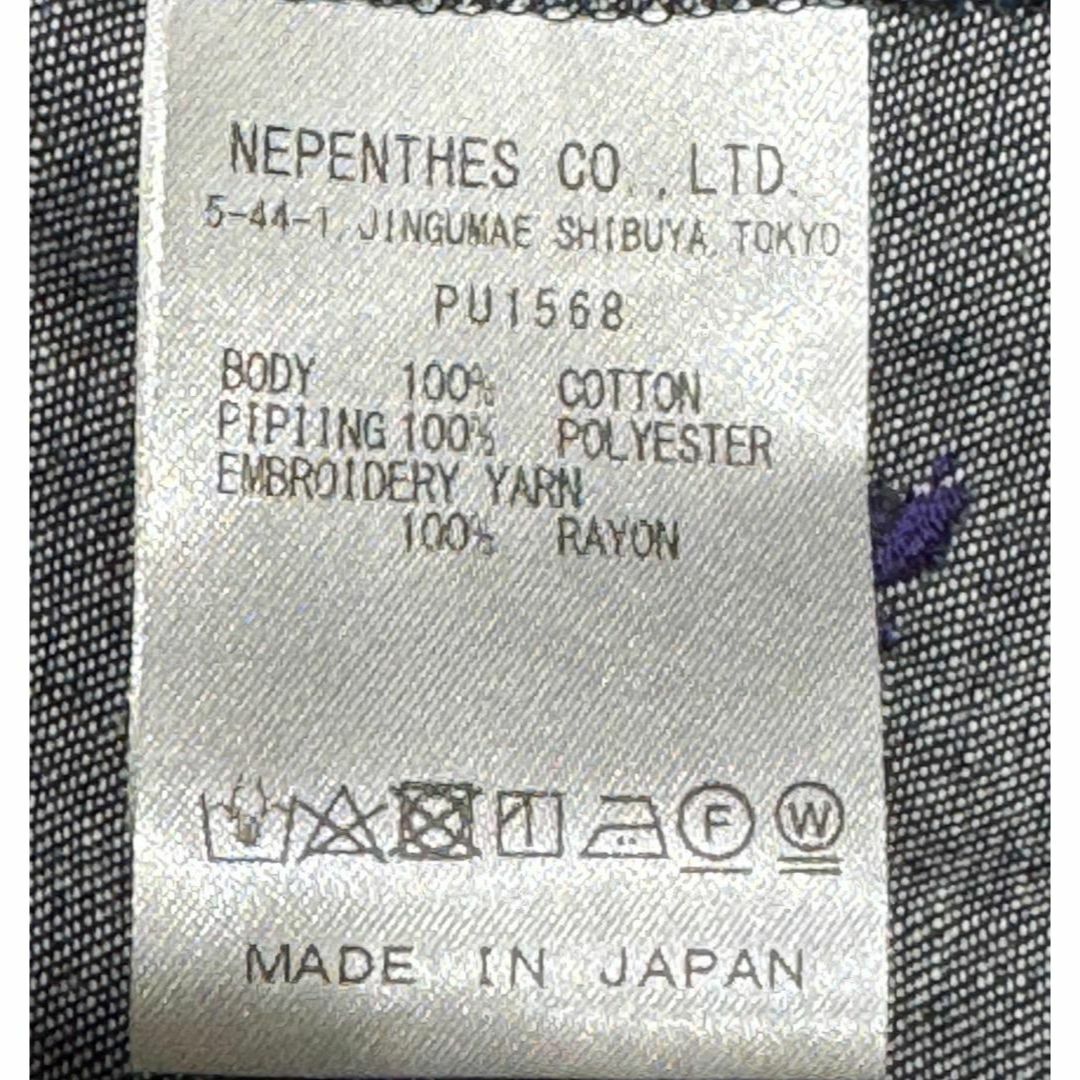 NEPENTHES CO.,LTD.
5-44-1,JINGUMAE SHIBUYA,TOKYO
PU1568
BODY 100% COTTON
PIPIING 100% POLYESTER
EMBROIDERY YARN
100% RAYON
F W
MADE IN JAPAN